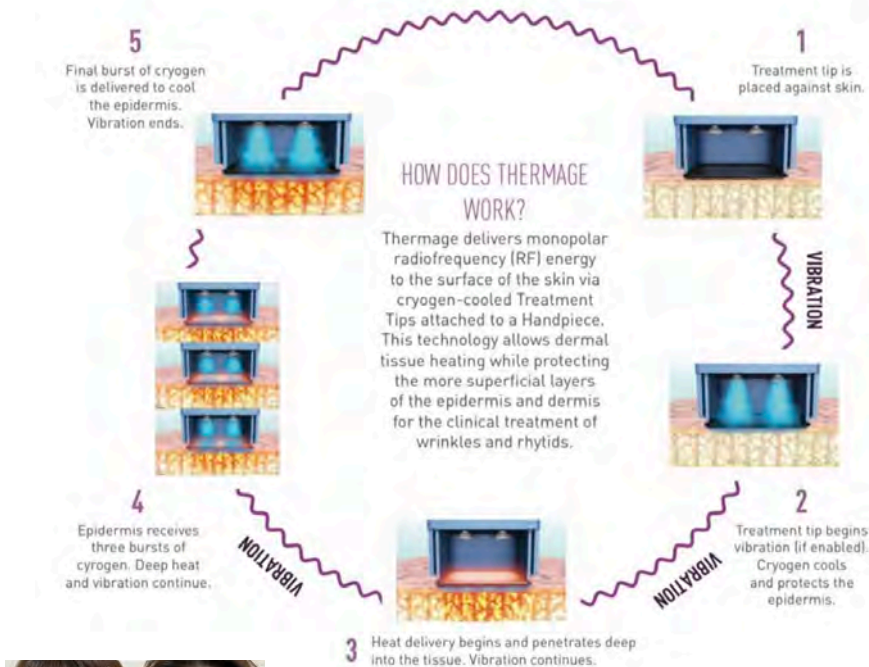 HOW DOES THERMAGE
WORK?
Thermage delivers monopolar
radiofrequency (RF) energy
to the surface of the skin via
cryogen-cooled Treatment
Tips attached to a Handpiece.
This technology allows dermal
tissue heating while protecting
the more superficial layers
of the epidermis and dermis
for the clinical treatment of
wrinkles and rhytids.
1
Treatment tip is
placed against skin.
VIBRATION
2
Treatment tip begins
vibration (if enabled).
Cryogen cools
and protects the
epidermis.
VIBRATION
3
Heat delivery begins and penetrates deep
into the tissue. Vibration continues.
VIBRATION
4
Epidermis receives
three bursts of
cyrogen. Deep heat
and vibration continue.
5
Final burst of cryogen
is delivered to cool
the epidermis.
Vibration ends.